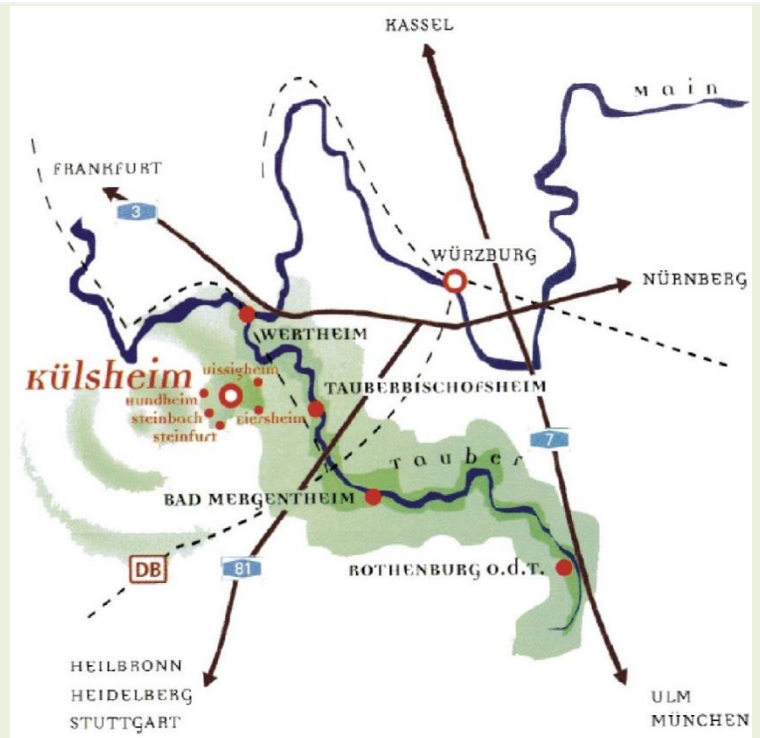 KASSEL
Main
FRANKFURT
3
WÜRZBURG
NÜRNBERG
WERTHEIM
Külsheim
uissigheim
Hundheim
TAUBERBISCHOFSHEIM
steinbach
Eiersheim
steinfurt
7
Tauber
BAD MERGENTHEIM
DB
81
ROTHENBURG o.d.T.
HEILBRONN
HEIDELBERG
STUTTGART
ULM
MÜNCHEN